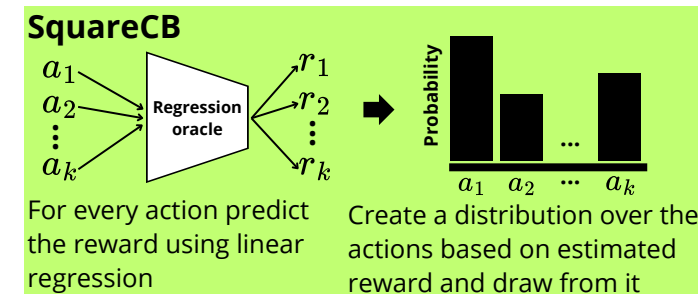 SquareCB
a₁
a₂
⋮
aₖ
Regression
oracle
r₁
r₂
⋮
rₖ
Probability
...
a₁ a₂ ... aₖ
For every action predict
the reward using linear
regression
Create a distribution over the
actions based on estimated
reward and draw from it